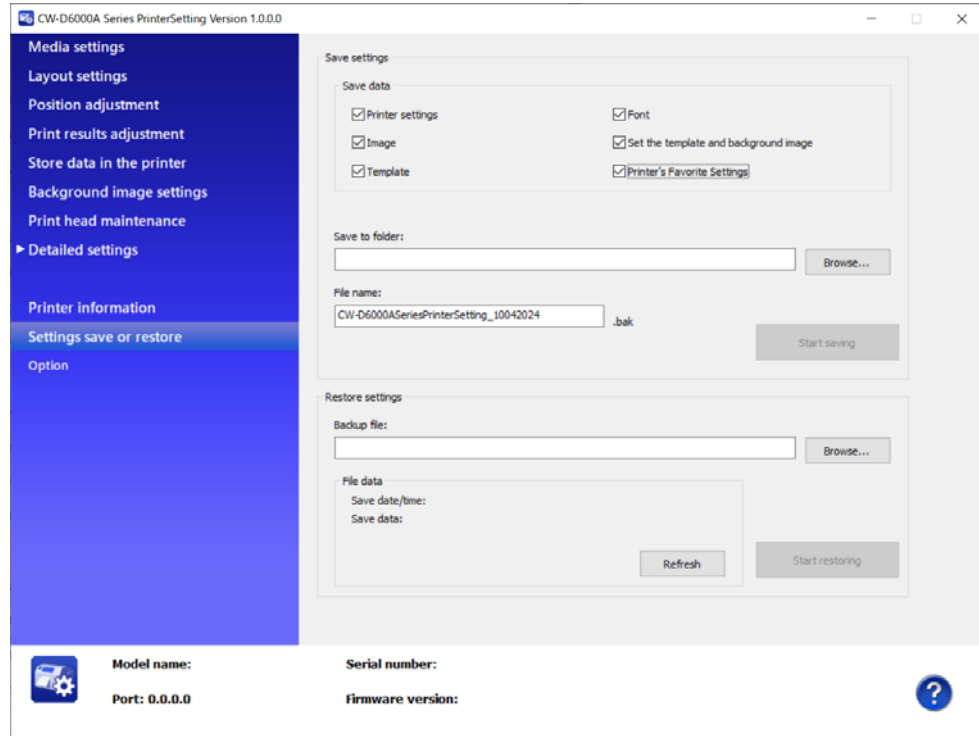 CW-D6000A Series PrinterSetting Version 1.0.0.0
Media settings
Layout settings
Position adjustment
Print results adjustment
Store data in the printer
Background image settings
Print head maintenance
Detailed settings
Printer information
Settings save or restore
Option
Save settings
Save data
Printer settings
Font
Image
Set the template and background image
Template
Printer's Favorite Settings
Save to folder:
Browse...
File name:
CW-D6000ASeriesPrinterSetting_10042024
.bak
Start saving
Restore settings
Backup file:
Browse...
File data
Save date/time:
Save data:
Refresh
Start restoring
Model name:
Serial number:
Port: 0.0.0.0
Firmware version:
?